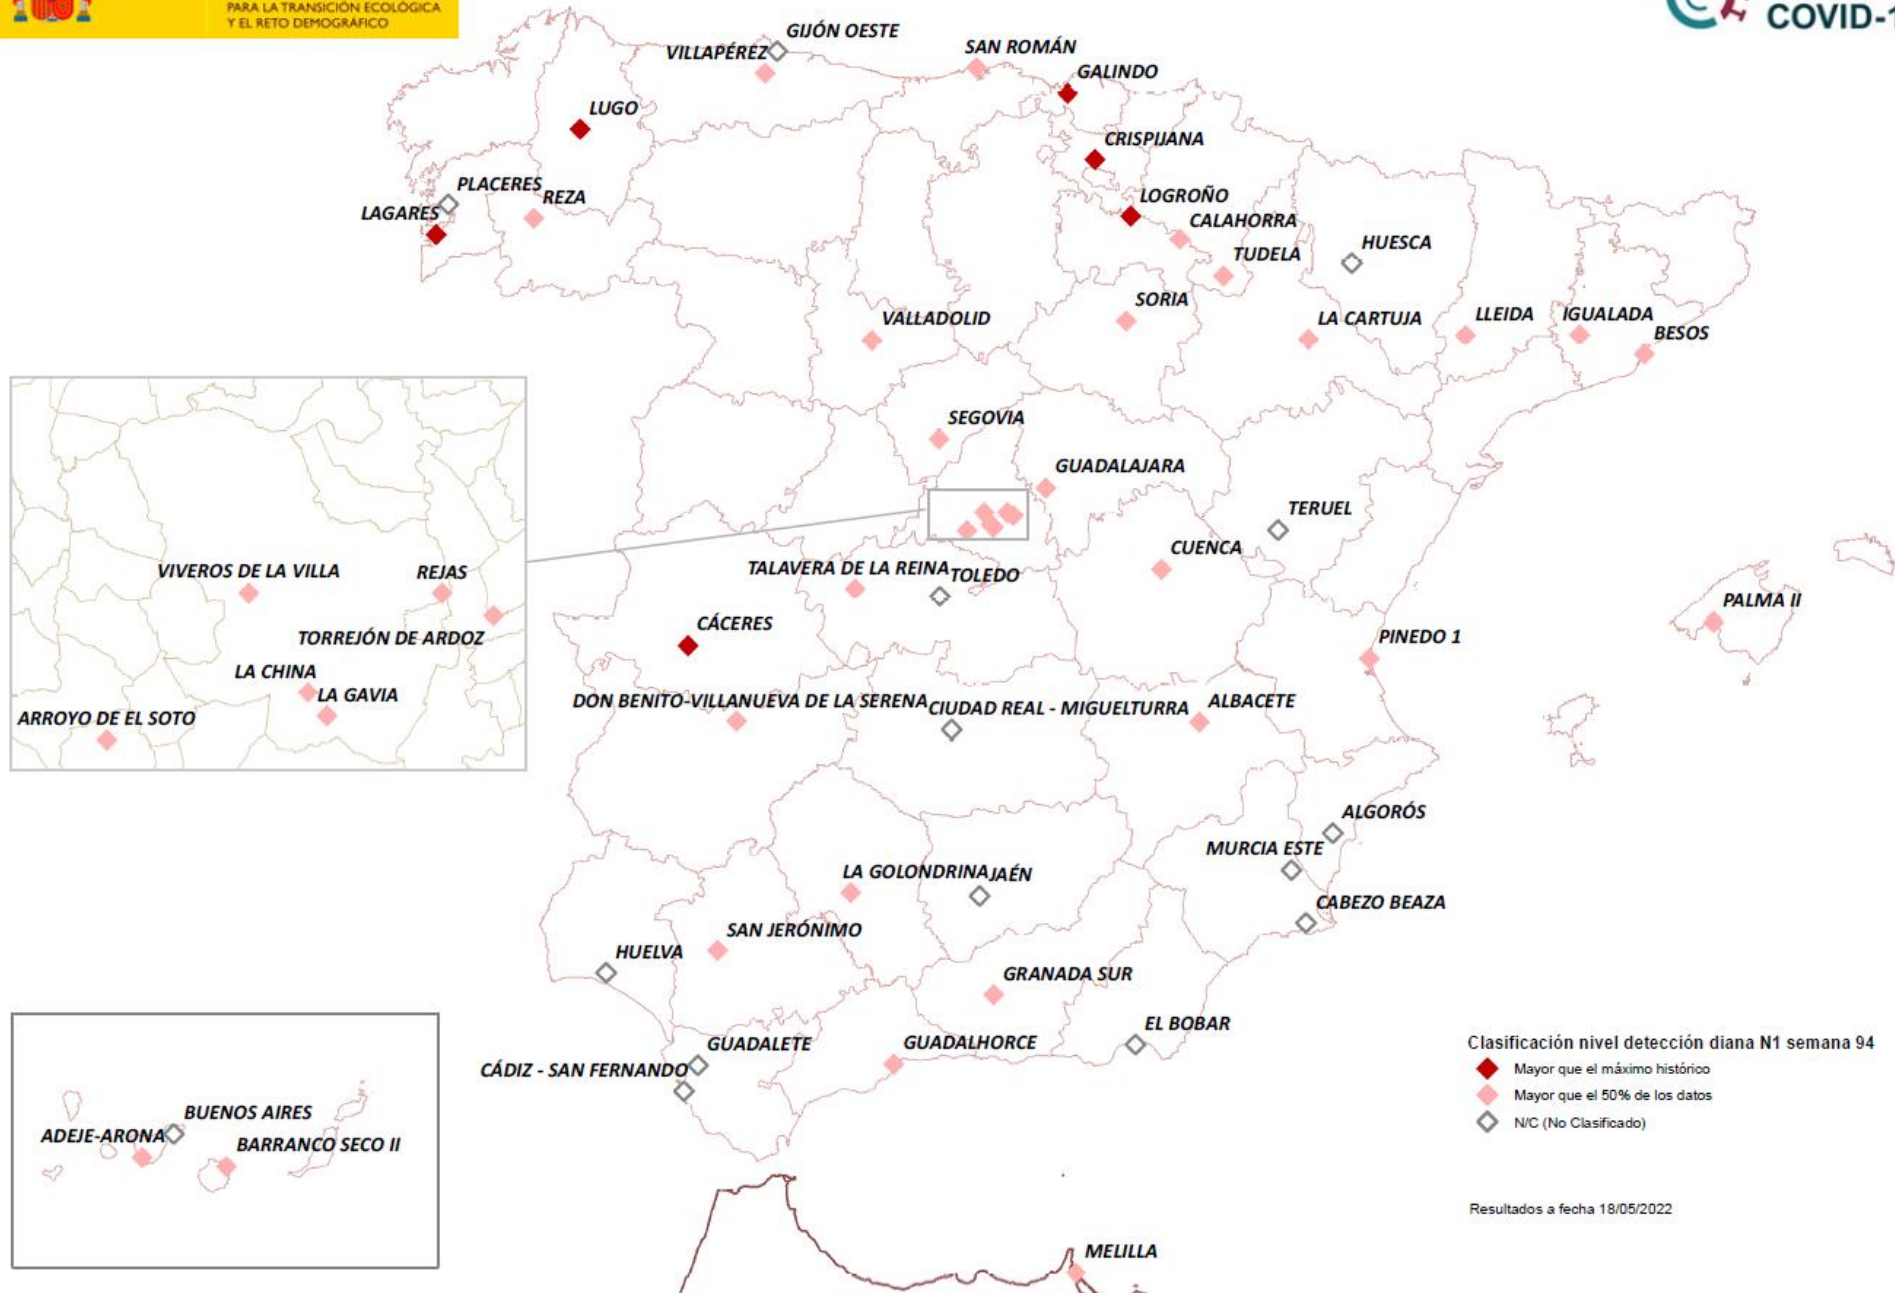 PARA LA TRANSICIÓN ECOLÓGICA
Y EL RETO DEMOGRÁFICO
COVID-1
GIJÓN OESTE
VILLAPÉREZ
SAN ROMÁN
GALINDO
LUGO
CRISPIJANA
PLACERES
REZA
LOGROÑO
LAGARES
CALAHORRA
HUESCA
TUDELA
SORIA
VALLADOLID
LA CARTUJA
LLEIDA
IGUALADA
BESOS
SEGOVIA
GUADALAJARA
TERUEL
CUENCA
VIVEROS DE LA VILLA
REJAS
TALAVERA DE LA REINA
TOLEDO
PALMA II
TORREJÓN DE ARDOZ
CÁCERES
PINEDO 1
LA CHINA
LA GAVIA
ARROYO DE EL SOTO
DON BENITO-VILLANUEVA DE LA SERENA
CIUDAD REAL - MIGUELTURRA
ALBACETE
ALGORÓS
MURCIA ESTE
LA GOLONDRINA
JAÉN
CABEZO BEAZA
SAN JERÓNIMO
HUELVA
GRANADA SUR
EL BOBAR
GUADALETE
GUADALHORCE
CÁDIZ - SAN FERNANDO
Clasificación nivel detección diana N1 semana 94
Mayor que el máximo histórico
Mayor que el 50% de los datos
N/C (No Clasificado)
BUENOS AIRES
ADEJE-ARONA
BARRANCO SECO II
Resultados a fecha 18/05/2022
MELILLA